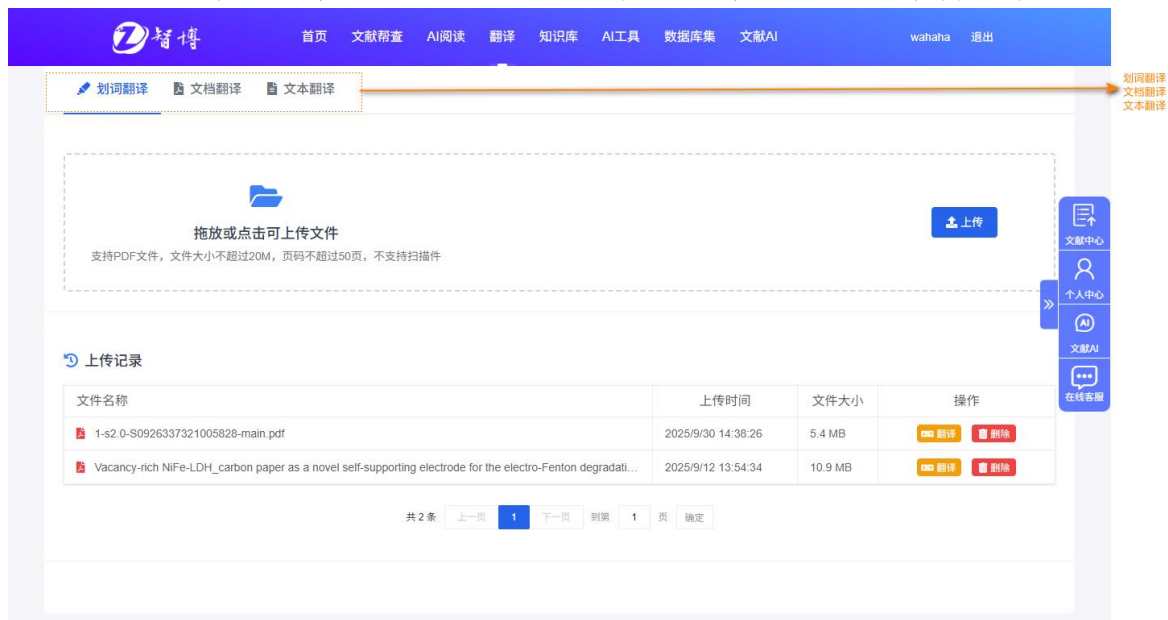 智博 首页 文献帮查 AI阅读 翻译 知识库 AI工具 数据库集 文献AI wahaha 退出
划词翻译 文档翻译 文本翻译
划词翻译
文档翻译
文本翻译
拖放或点击可上传文件
支持PDF文件，文件大小不超过20M，页码不超过50页，不支持扫描件
上传
文献中心
个人中心
文献AI
在线客服
上传记录
文件名称 上传时间 文件大小 操作
1-s2.0-S0926337321005828-main.pdf 2025/9/30 14:38:26 5.4 MB 翻译 删除
Vacancy-rich NiFe-LDH_carbon paper as a novel self-supporting electrode for the electro-Fenton degradati... 2025/9/12 13:54:34 10.9 MB 翻译 删除
共 2 条 上一页 1 下一页 到第 1 页 确定